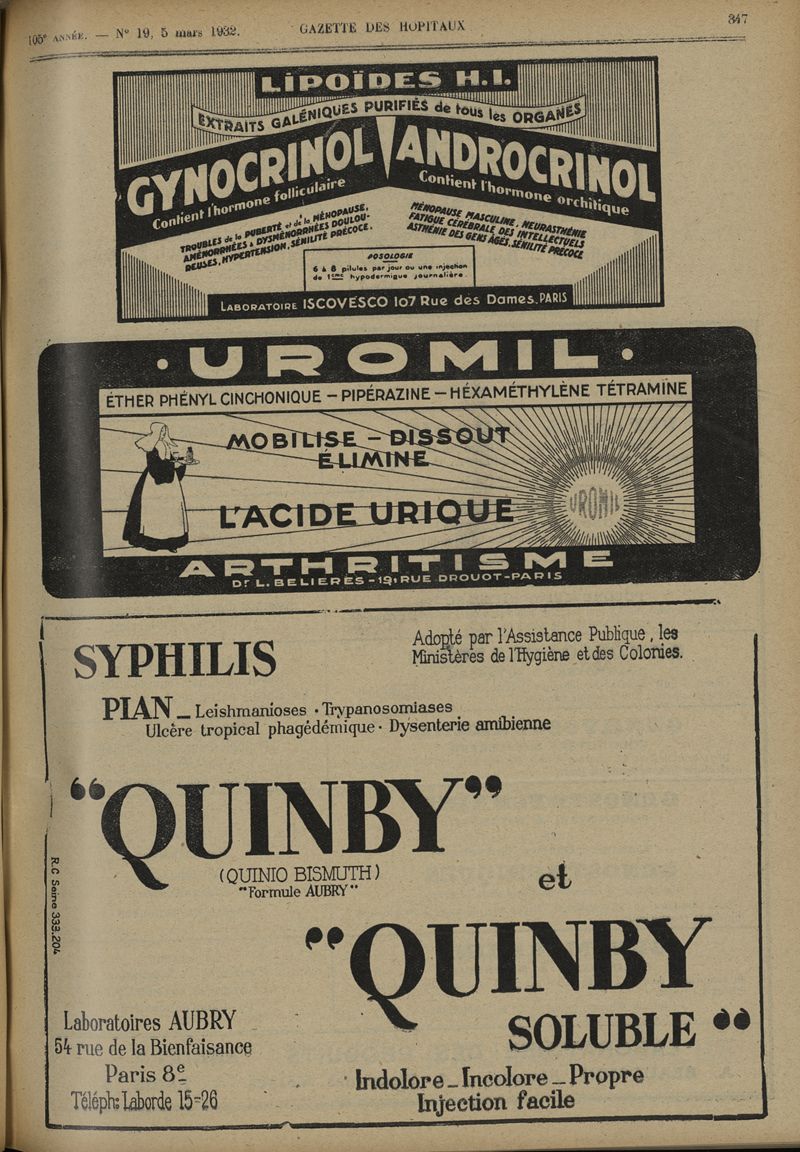 105e ANNÉE. — N° 19, 5 mars 1932.
GAZETTE DES HOPITAUX
347
LIPOÏDES H.I.
EXTRAITS GALÉNIQUES PURIFIÉS de tous les ORGANES
GYNOCRINOL
Contient l'hormone folliculaire
TROUBLES de la PUBERTÉ et de la MÉNOPAUSE,
AMÉNORRHÉES & DYSMÉNORRHÉES DOULOU-
REUSES, HYPERTENSION, SÉNILITÉ PRÉCOCE.
ANDROCRINOL
Contient l'hormone orchitique
MÉNOPAUSE MASCULINE, NEURASTHÉNIE
FATIGUE CÉRÉBRALE DES INTELLECTUELS
ASTHÉNIE DES GENS ÂGES, SÉNILITÉ PRÉCOCE
POSOLOGIE
6 à 8 pilules par jour ou une injection
de 1cmc hypodermique journalière.
LABORATOIRE ISCOVESCO 107 Rue des Dames. PARIS
·UROMIL·
ÉTHER PHÉNYL CINCHONIQUE – PIPÉRAZINE – HÉXAMÉTHYLÈNE TÉTRAMINE
MOBILISE – DISSOUT
ÉLIMINE
L'ACIDE URIQUE
UROMIL
ARTHRITISME
Dr L. BELIERES - 19, RUE DROUOT - PARIS
SYPHILIS
Adopté par l'Assistance Publique, les
Ministères de l'Hygiène et des Colonies.
PIAN _ Leishmanioses · Trypanosomiases
Ulcère tropical phagédémique · Dysenterie amibienne
“QUINBY”
(QUINIO BISMUTH)
“Formule AUBRY”
et
“QUINBY
SOLUBLE”
R.C Seine 333.204
Laboratoires AUBRY
54 rue de la Bienfaisance
Paris 8e
Téléph: Laborde 15-26
Indolore _ Incolore _ Propre
Injection facile